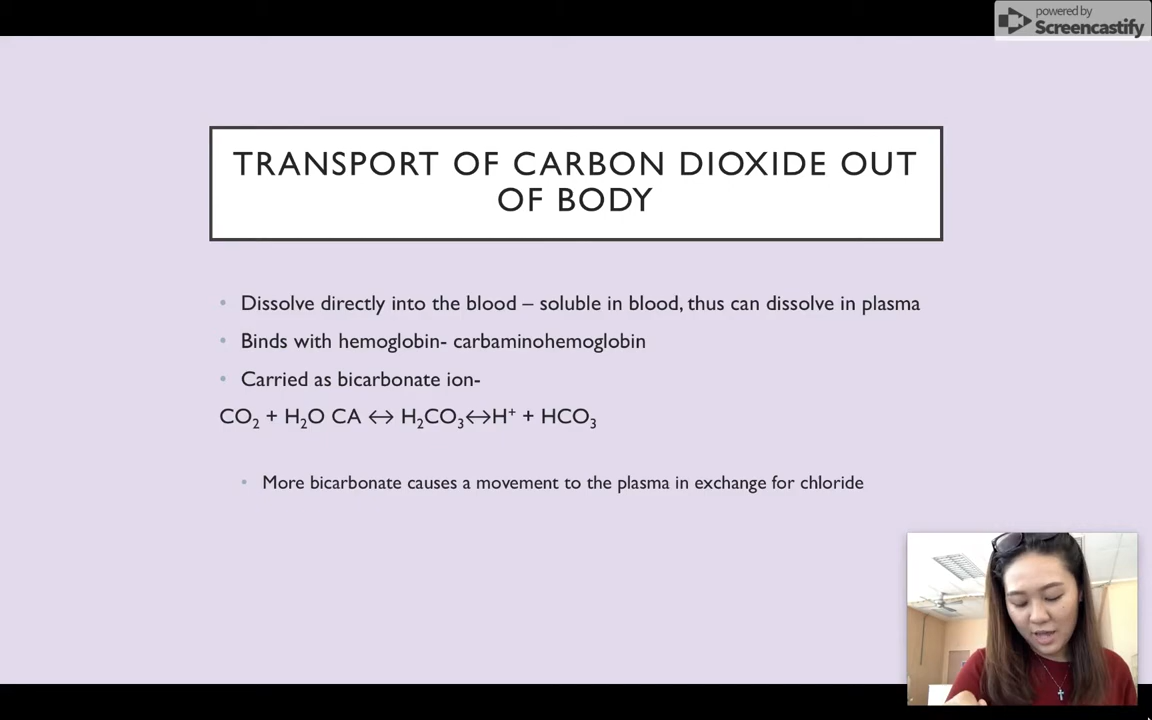 powered by
Screencastify
TRANSPORT OF CARBON DIOXIDE OUT
OF BODY
• Dissolve directly into the blood – soluble in blood, thus can dissolve in plasma
• Binds with hemoglobin- carbaminohemoglobin
• Carried as bicarbonate ion-
CO₂ + H₂O CA ↔ H₂CO₃↔H⁺ + HCO₃
• More bicarbonate causes a movement to the plasma in exchange for chloride